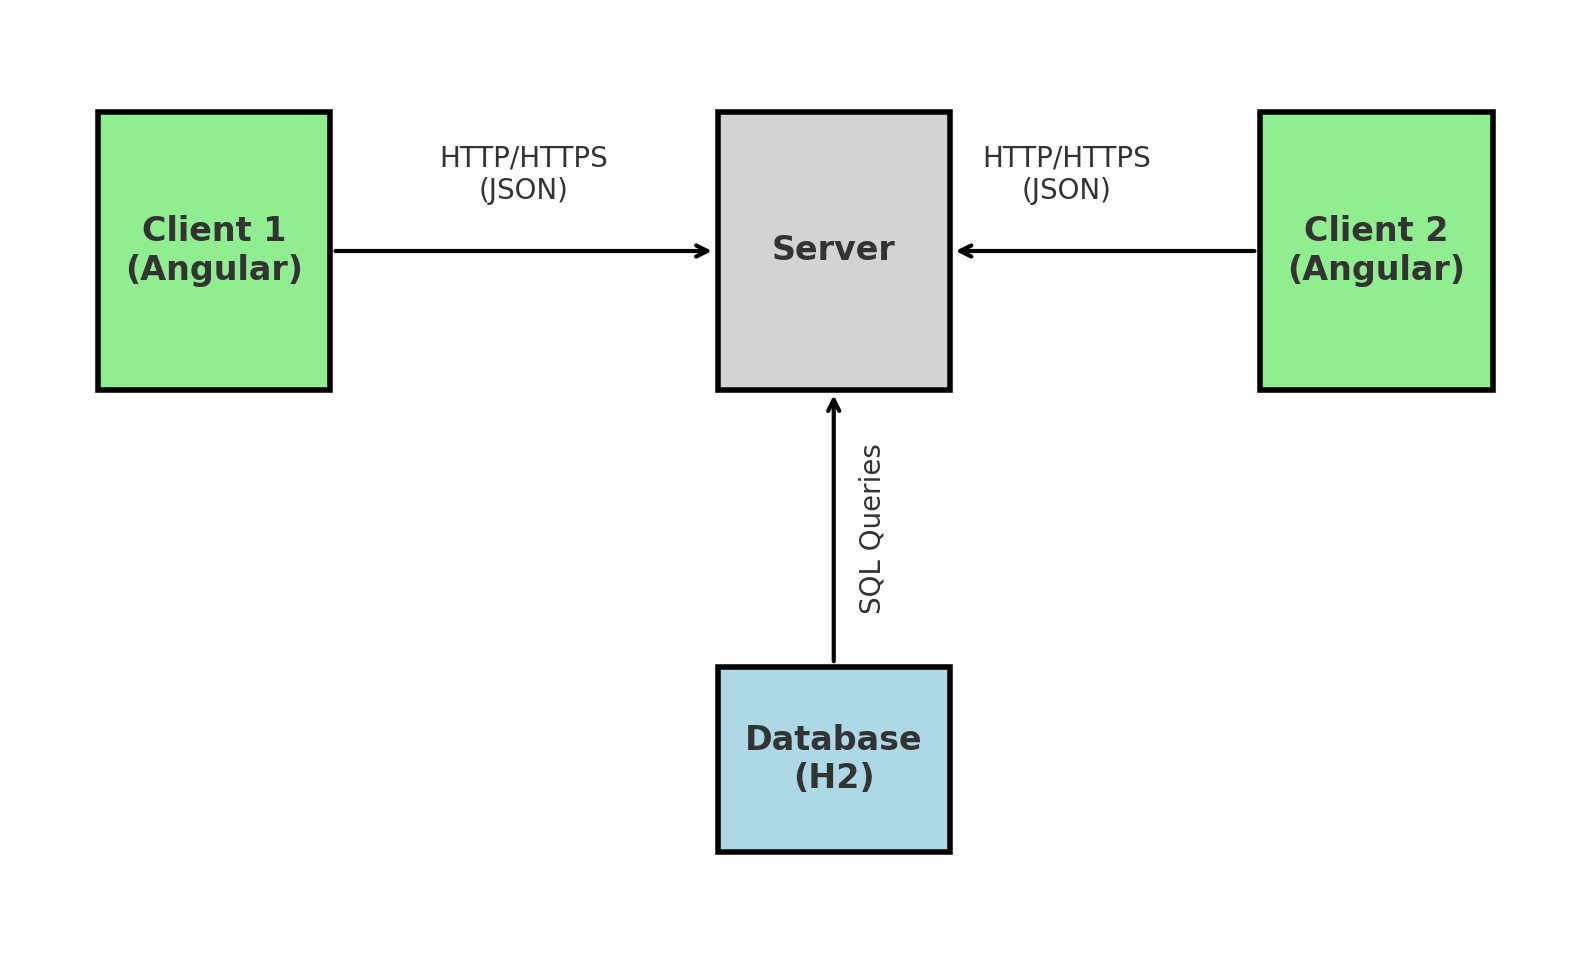 HTTP/HTTPS
(JSON)
HTTP/HTTPS
(JSON)
Client 1
(Angular)
Server
Client 2
(Angular)
SQL Queries
Database
(H2)